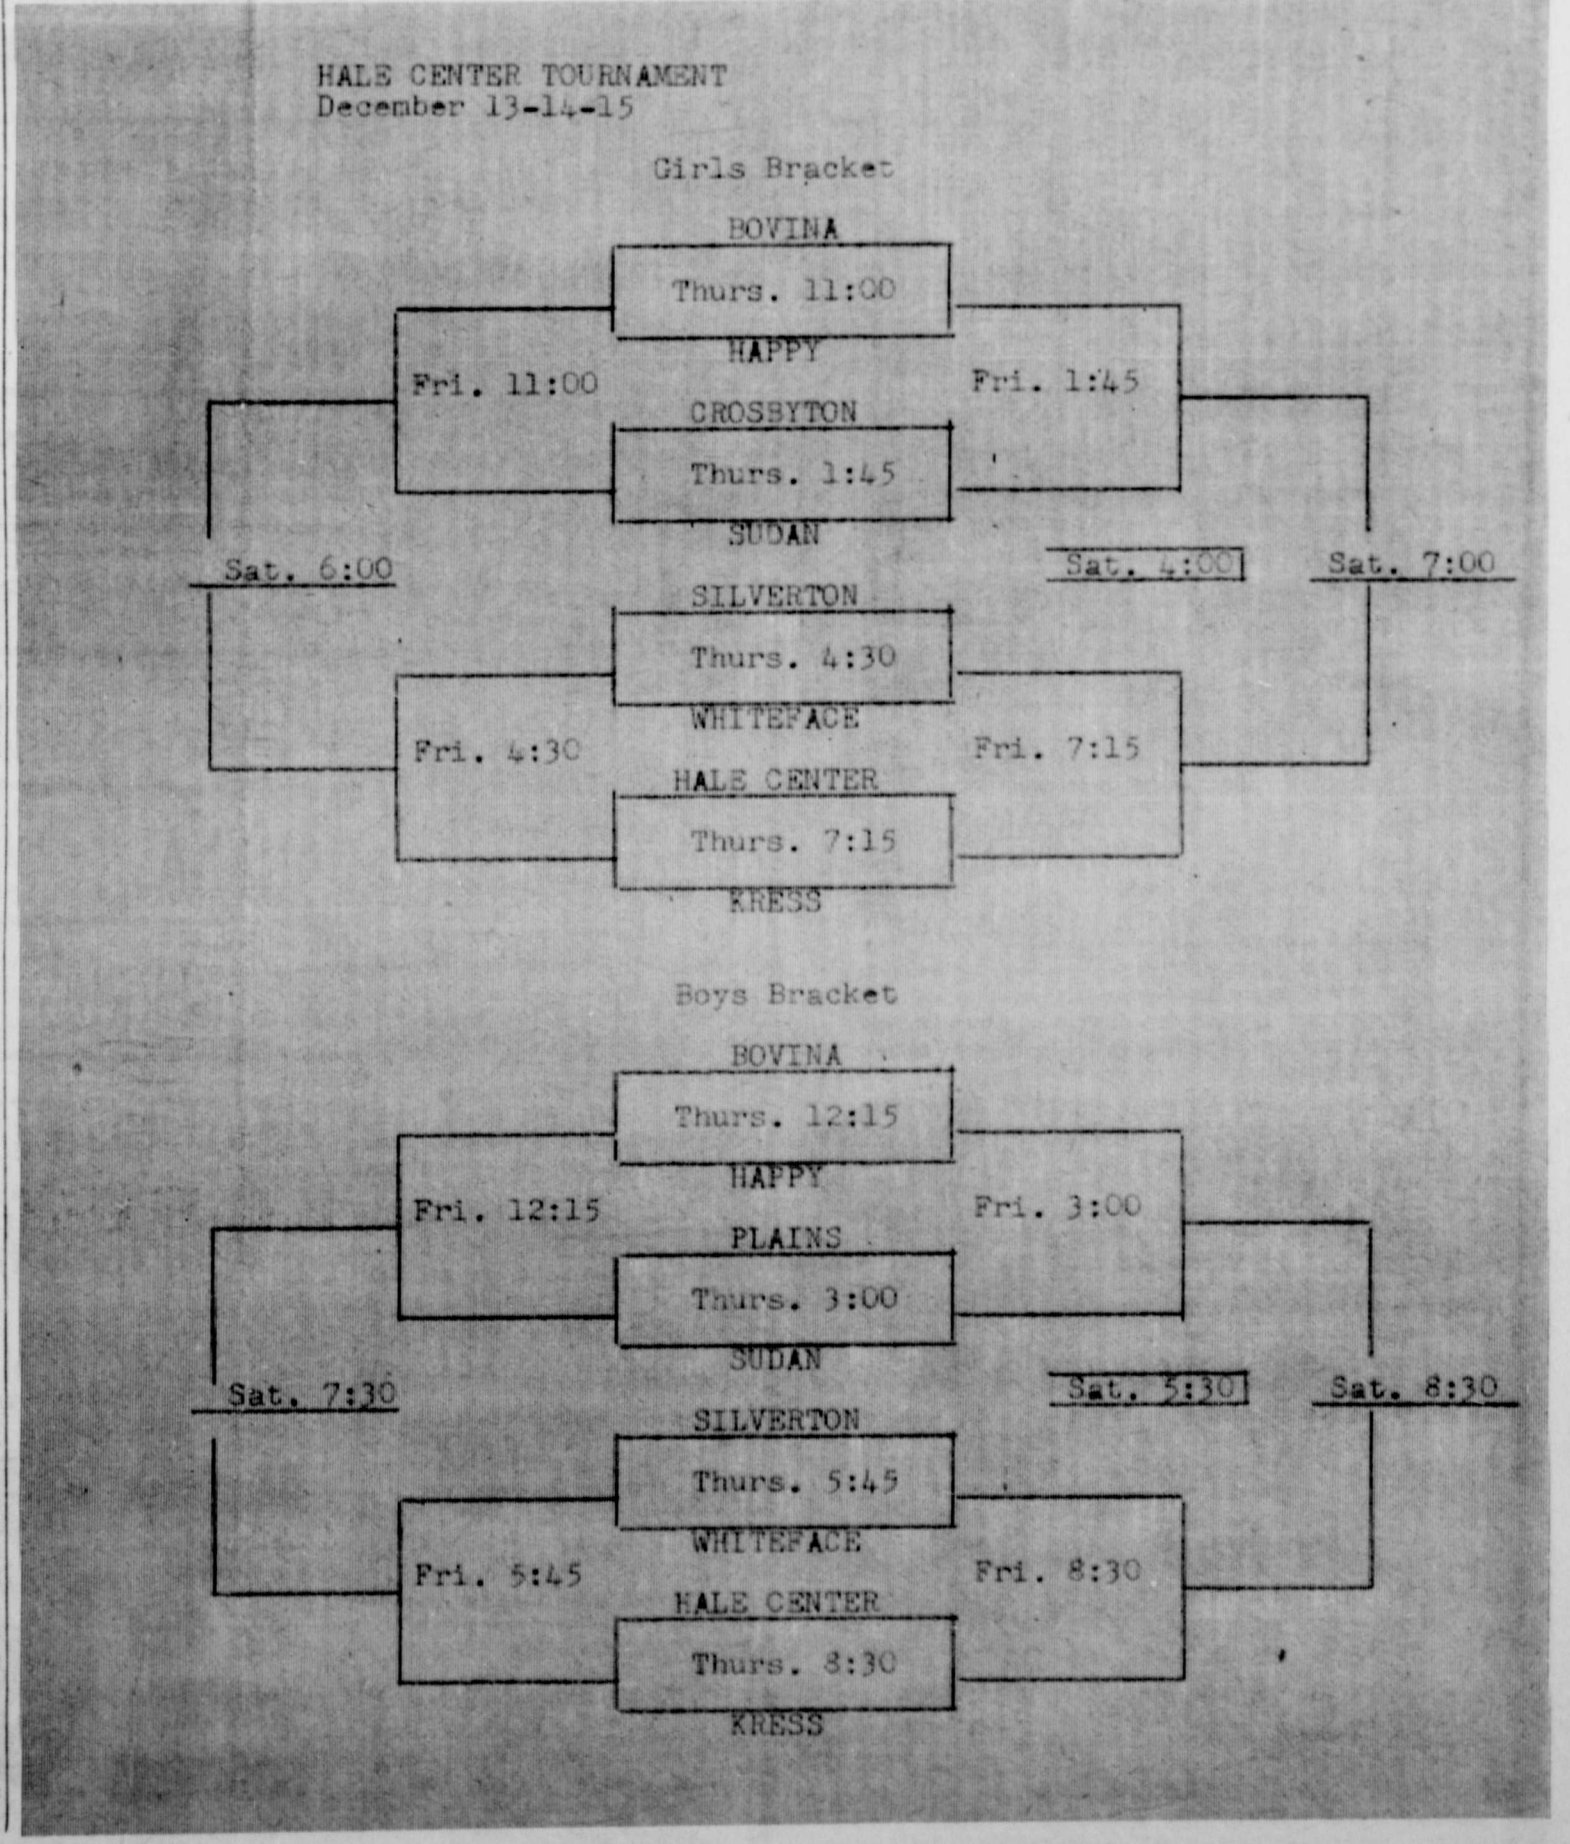 HALE CENTER TOURNAMENT
December 13-14-15
Girls Bracket
BOVINA
Thurs. 11:00
HAPPY
Fri. 11:00
Fri. 1:45
CROSBYTON
Thurs. 1:45
SUDAN
Sat. 6:00
Sat. 4:00
Sat. 7:00
SILVERTON
Thurs. 4:30
WHITEFACE
Fri. 4:30
Fri. 7:15
HALE CENTER
Thurs. 7:15
KRESS
Boys Bracket
BOVINA
Thurs. 12:15
HAPPY
Fri. 12:15
Fri. 3:00
PLAINS
Thurs. 3:00
SUDAN
Sat. 7:30
Sat. 5:30
Sat. 8:30
SILVERTON
Thurs. 5:45
WHITEFACE
Fri. 5:45
Fri. 8:30
HALE CENTER
Thurs. 8:30
KRESS